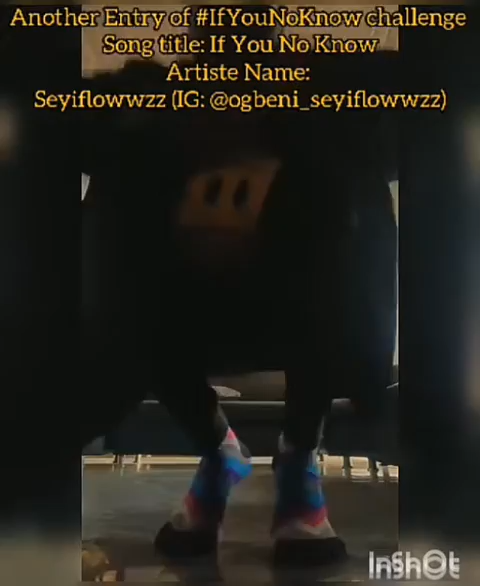 Another Entry of #IfYouNoKnow challenge
Song title: If You No Know
Artiste Name:
Seyiflowwzz (IG: @ogbeni_seyiflowwzz)
InShOt